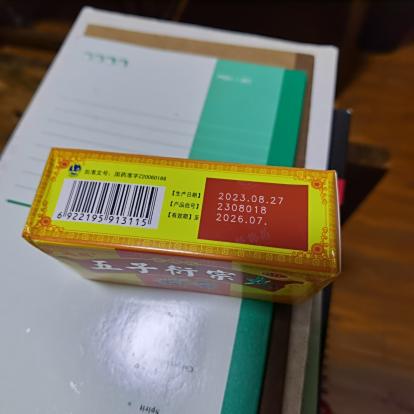 批准文号：国药准字Z20080188
【生产日期】 2023.08.27
【产品批号】 2308018
【有效期】至 2026.07.
6 922195 913115
五子衍宗
Spirit